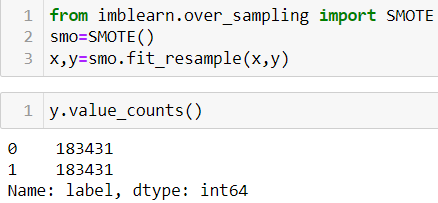 1 from imblearn.over_sampling import SMOTE
2 smo=SMOTE()
3 x,y=smo.fit_resample(x,y)
1 y.value_counts()
0    183431
1    183431
Name: label, dtype: int64